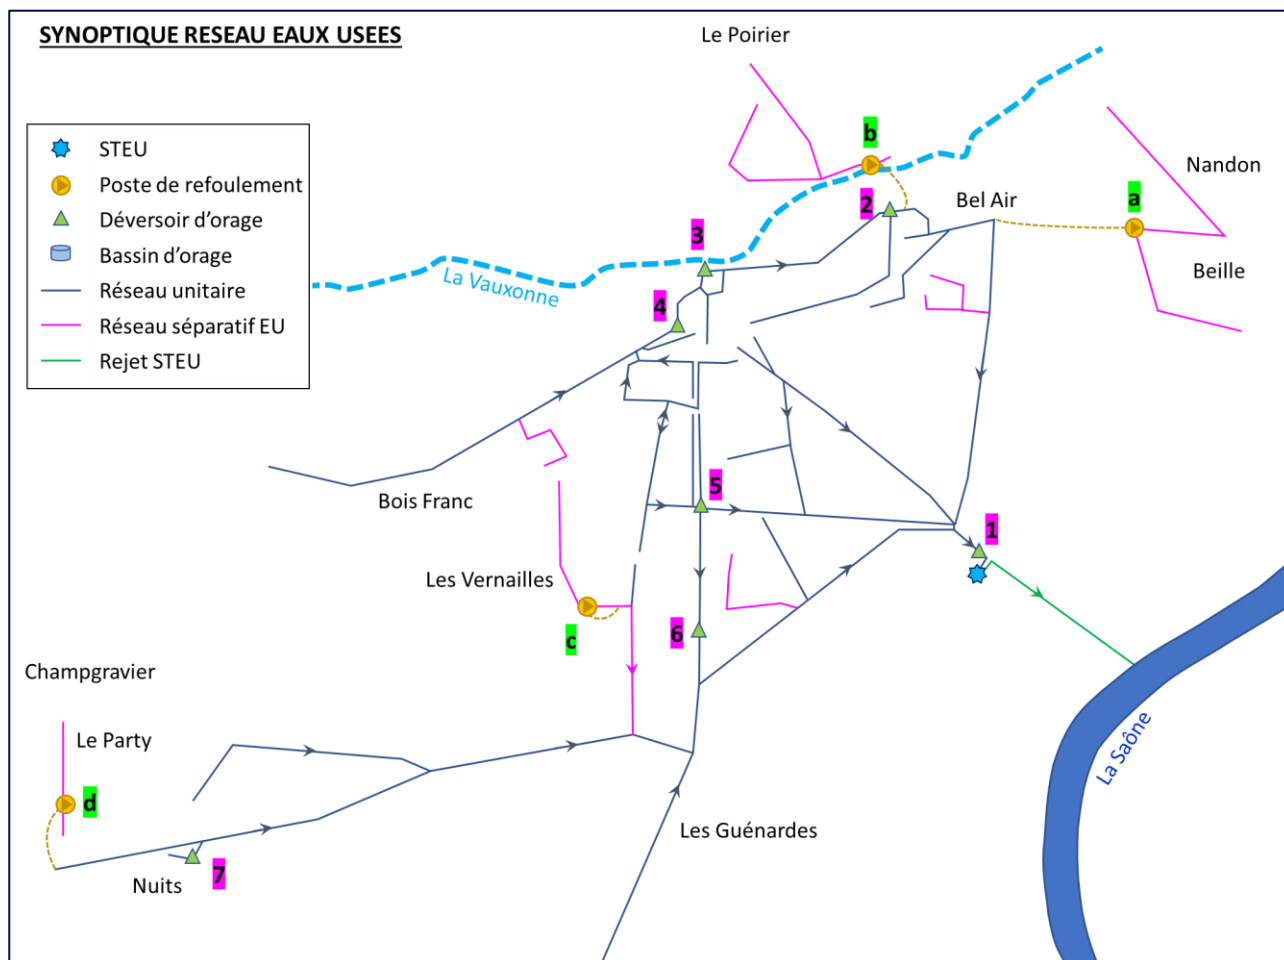 SYNOPTIQUE RESEAU EAUX USEES
STEU
Poste de refoulement
Déversoir d'orage
Bassin d'orage
Réseau unitaire
Réseau séparatif EU
Rejet STEU
Le Poirier
b
Nandon
a
2
Bel Air
3
Beille
La Vauxonne
4
Bois Franc
5
1
Les Vernailles
c
6
Champgravier
Le Party
d
La Saône
Les Guénardes
7
Nuits